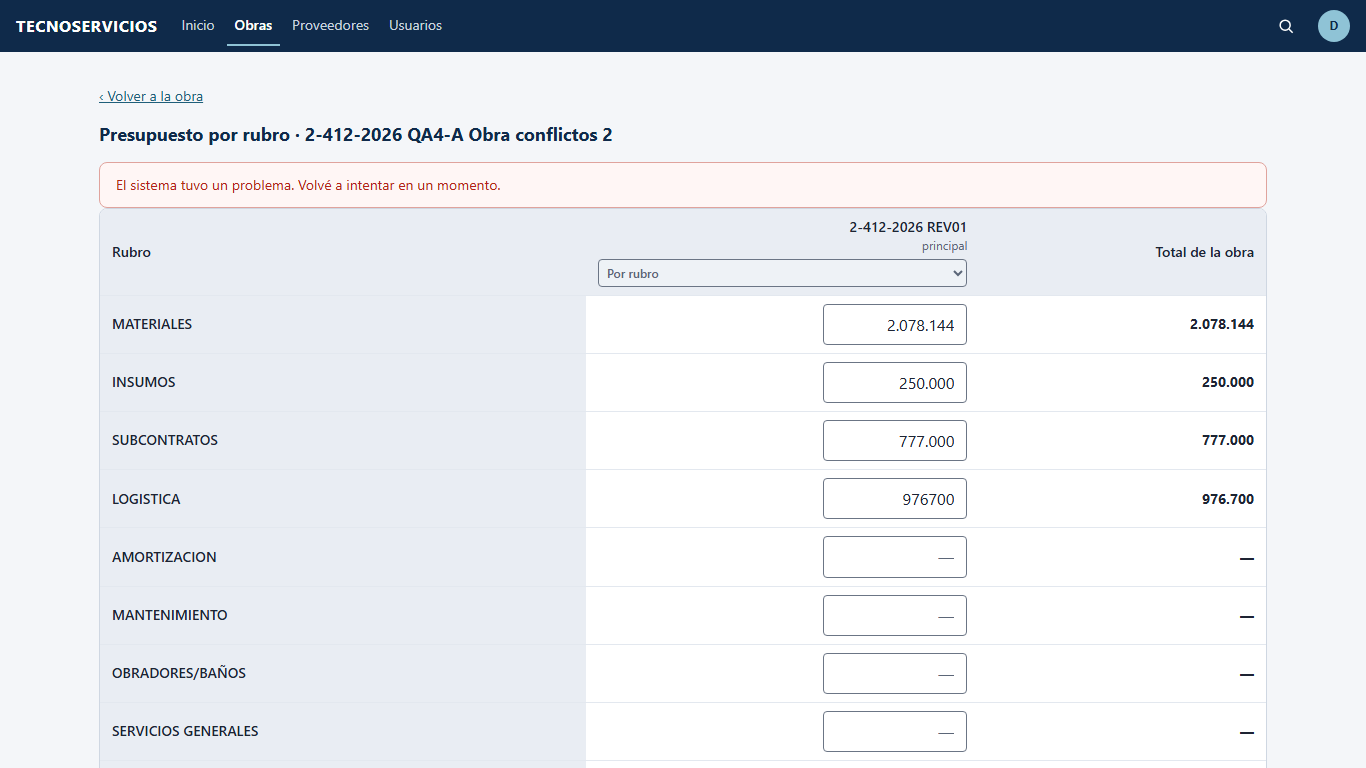 TECNOSERVICIOS Inicio Obras Proveedores Usuarios D
‹ Volver a la obra
Presupuesto por rubro · 2-412-2026 QA4-A Obra conflictos 2
El sistema tuvo un problema. Volvé a intentar en un momento.
Rubro
2-412-2026 REV01
principal
Por rubro
Total de la obra
MATERIALES 2.078.144 2.078.144
INSUMOS 250.000 250.000
SUBCONTRATOS 777.000 777.000
LOGISTICA 976700 976.700
AMORTIZACION — —
MANTENIMIENTO — —
OBRADORES/BAÑOS — —
SERVICIOS GENERALES — —